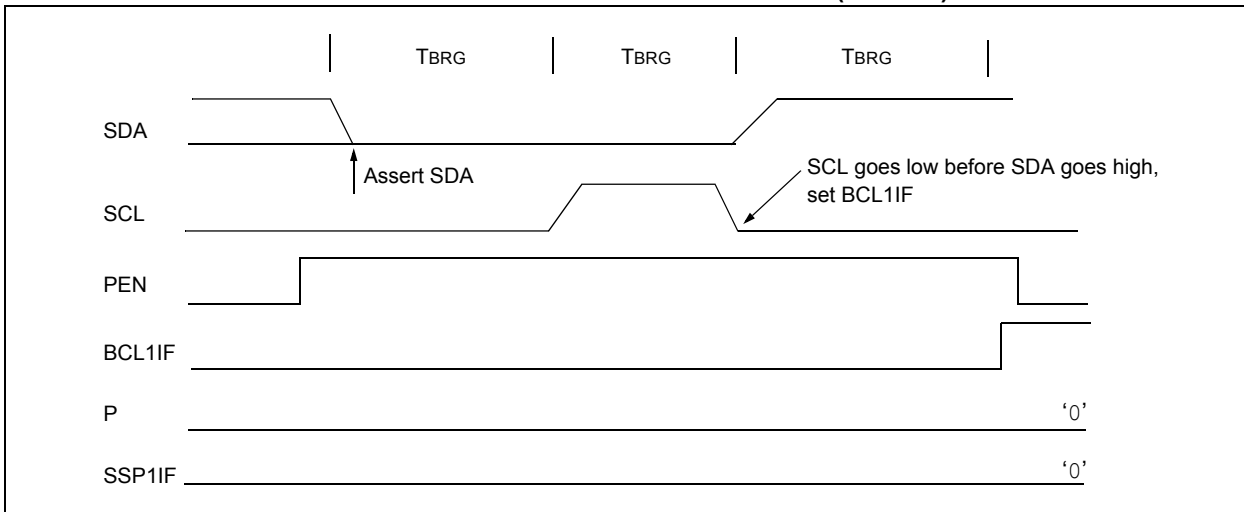 TBRG TBRG TBRG
SDA
Assert SDA
SCL goes low before SDA goes high,
set BCL1IF
SCL
PEN
BCL1IF
P '0'
SSP1IF '0'